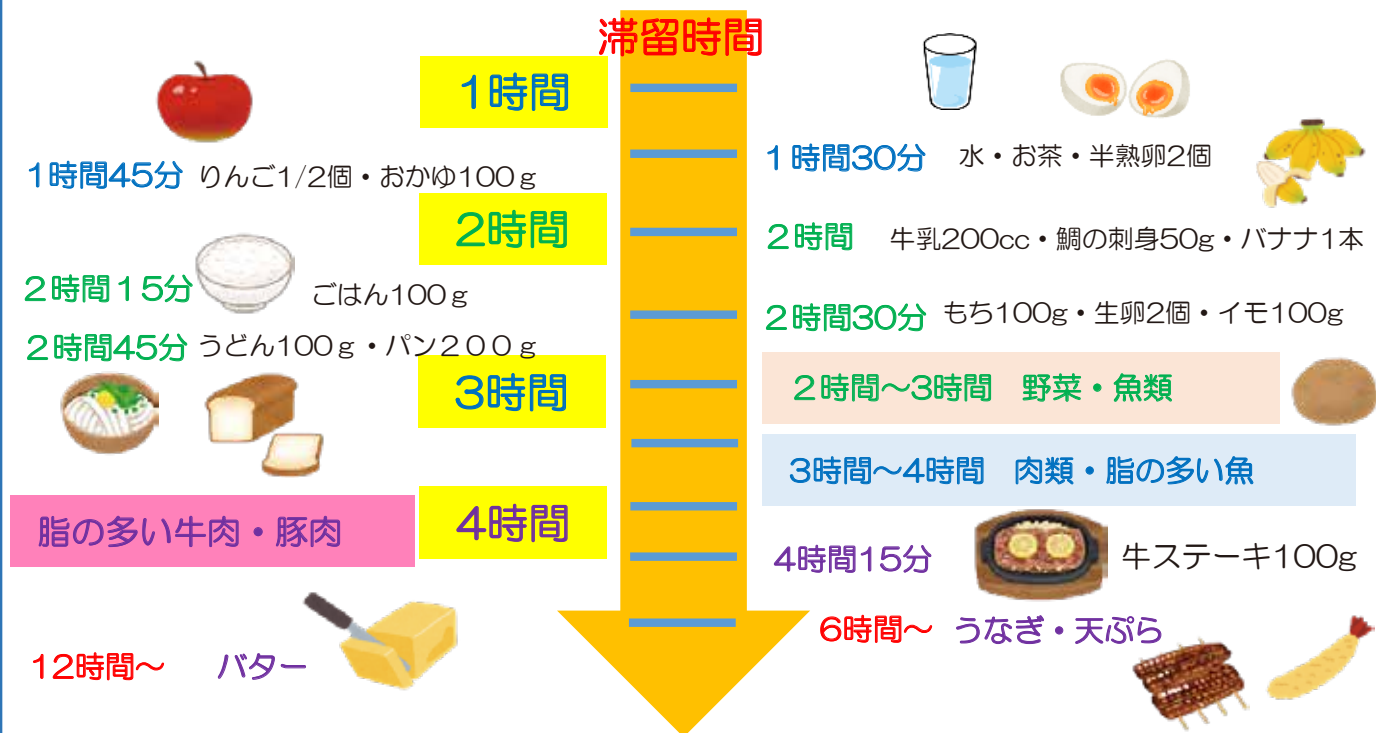 滞留時間
1時間
1時間30分 水・お茶・半熟卵2個
1時間45分 りんご1/2個・おかゆ100g
2時間
2時間 牛乳200cc・鯛の刺身50g・バナナ1本
2時間15分 ごはん100g
2時間30分 もち100g・生卵2個・イモ100g
2時間45分 うどん100g・パン200g
3時間
2時間～3時間 野菜・魚類
3時間～4時間 肉類・脂の多い魚
脂の多い牛肉・豚肉
4時間
4時間15分 牛ステーキ100g
6時間～ うなぎ・天ぷら
12時間～ バター